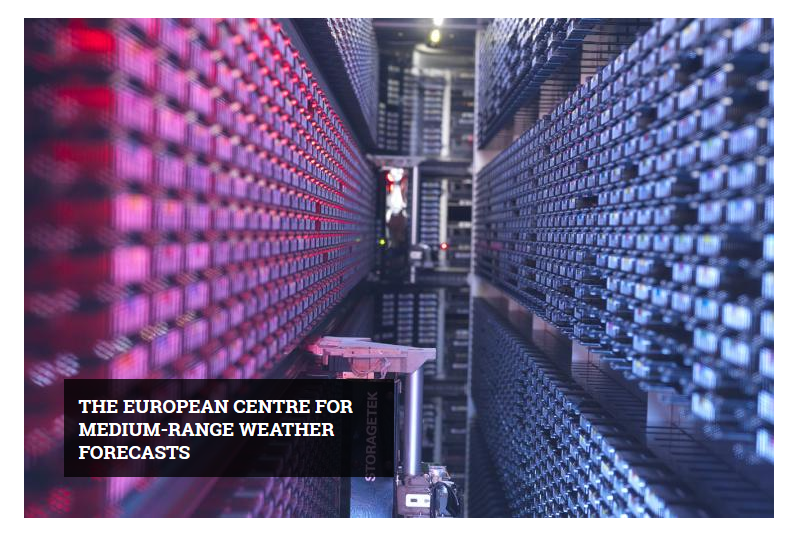 THE EUROPEAN CENTRE FOR
MEDIUM-RANGE WEATHER
FORECASTS
STORAGETEK